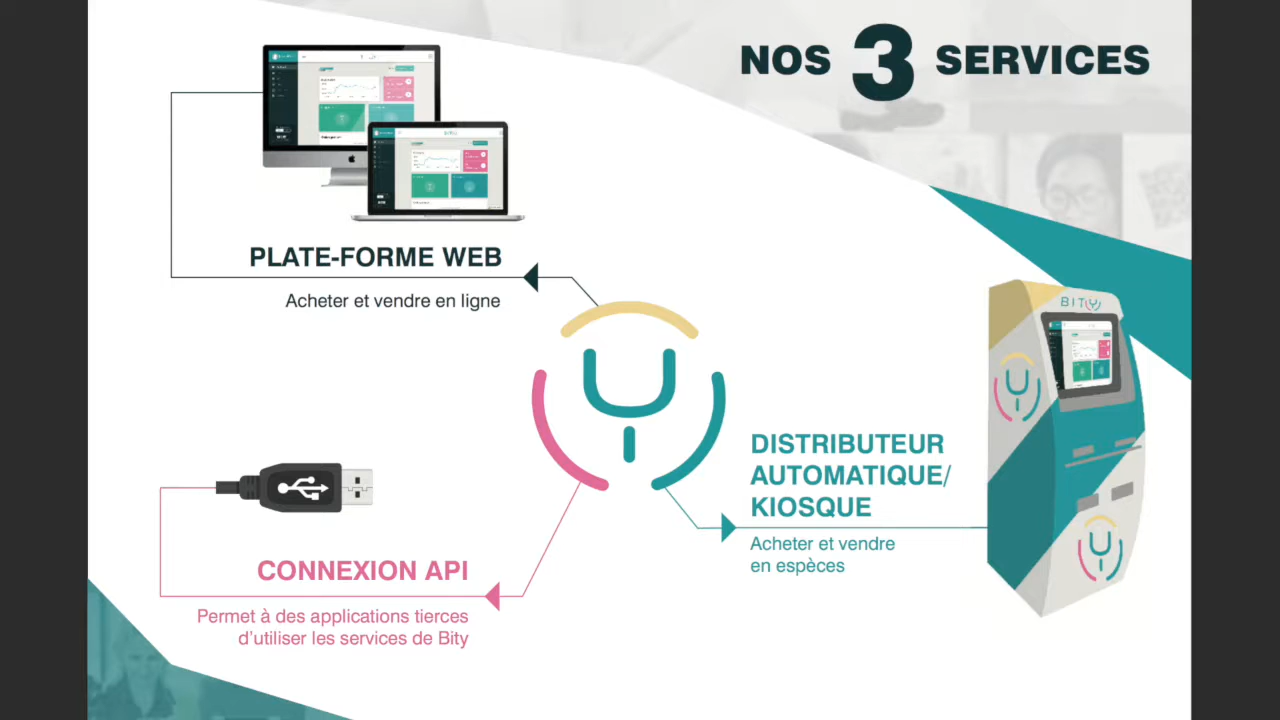 NOS 3 SERVICES
PLATE-FORME WEB
Acheter et vendre en ligne
BITY
DISTRIBUTEUR
AUTOMATIQUE/
KIOSQUE
Acheter et vendre
en espèces
CONNEXION API
Permet à des applications tierces
d'utiliser les services de Bity